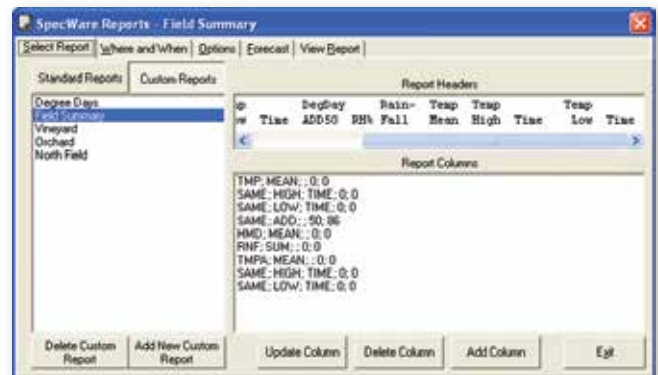 SpecWare Reports - Field Summary
Select Report Where and When Options Forecast View Report
Standard Reports Custom Reports
Degree Days
Field Summary
Vineyard
Orchard
North Field
Report Headers
DegDay Rain- Temp Temp Temp
Time ADD50 RH% Fall Mean High Time Low Time
Report Columns
TMP; MEAN; ; 0; 0
SAME; HIGH; TIME; 0; 0
SAME; LOW; TIME; 0; 0
SAME; ADD; ; 50; 86
HMD; MEAN; ; 0; 0
RNF; SUM; ; 0; 0
TMPA; MEAN; ; 0; 0
SAME; HIGH; TIME; 0; 0
SAME; LOW; TIME; 0; 0
Delete Custom Report
Add New Custom Report
Update Column Delete Column Add Column Exit